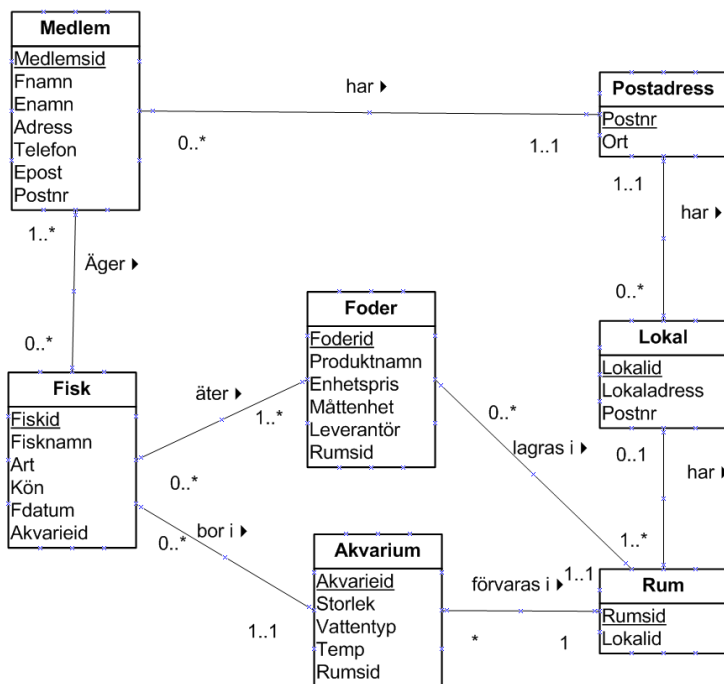 Medlem
Medlemsid
Fnamn
Enamn
Adress
Telefon
Epost
Postnr
har
0..*
1..1
Postadress
Postnr
Ort
1..1
har
0..*
1..*
Äger
0..*
Foder
Foderid
Produktnamn
Enhetspris
Måttenhet
Leverantör
Rumsid
Lokal
Lokalid
Lokaladress
Postnr
Fisk
Fiskid
Fisknamn
Art
Kön
Fdatum
Akvarieid
äter
1..*
0..*
0..*
lagras i
1..1
0..1
har
1..*
bor i
0..*
1..1
Akvarium
Akvarieid
Storlek
Vattentyp
Temp
Rumsid
förvaras i
*
1
Rum
Rumsid
Lokalid